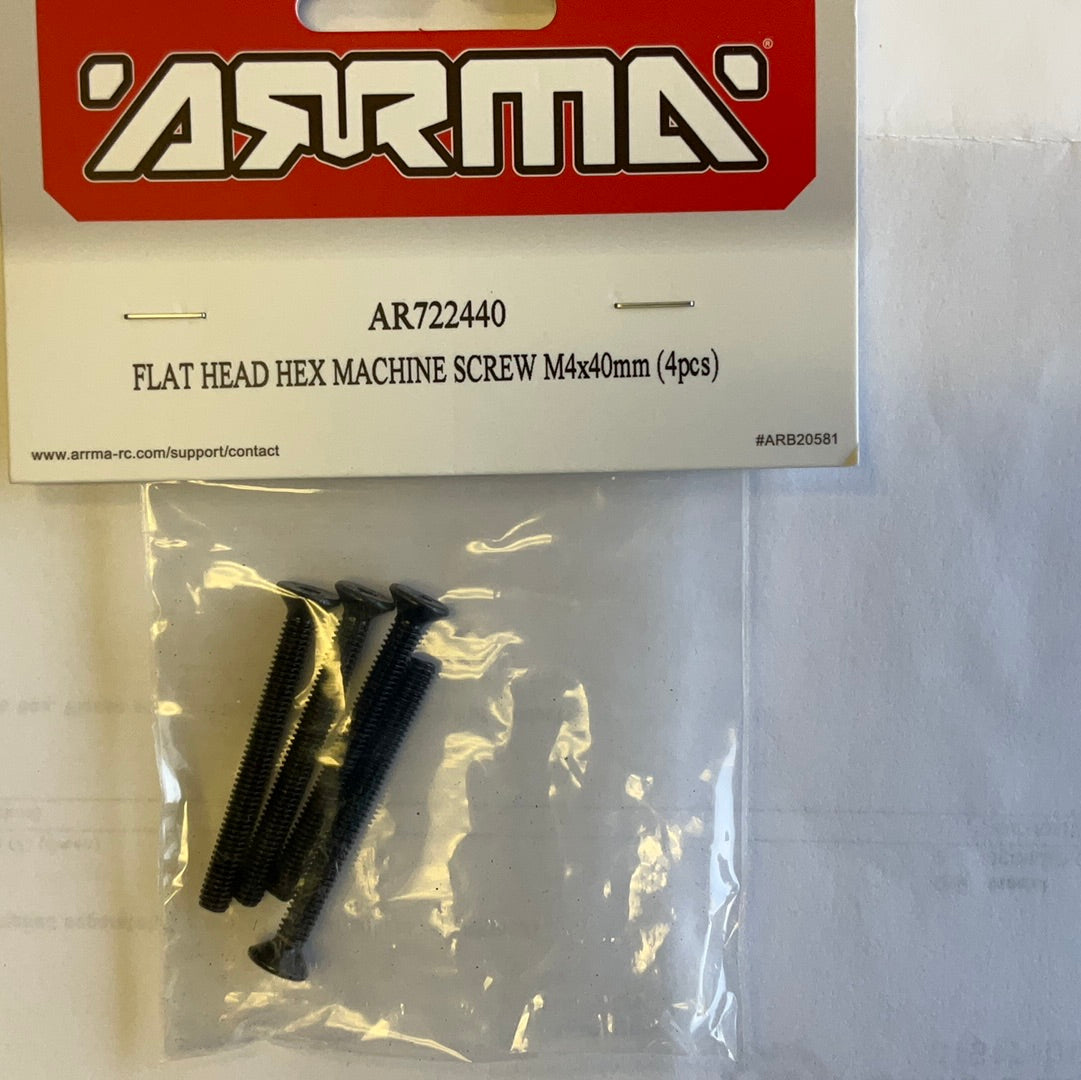 ARRMA®
AR722440
FLAT HEAD HEX MACHINE SCREW M4x40mm (4pcs)
www.arrma-rc.com/support/contact
#ARB20581